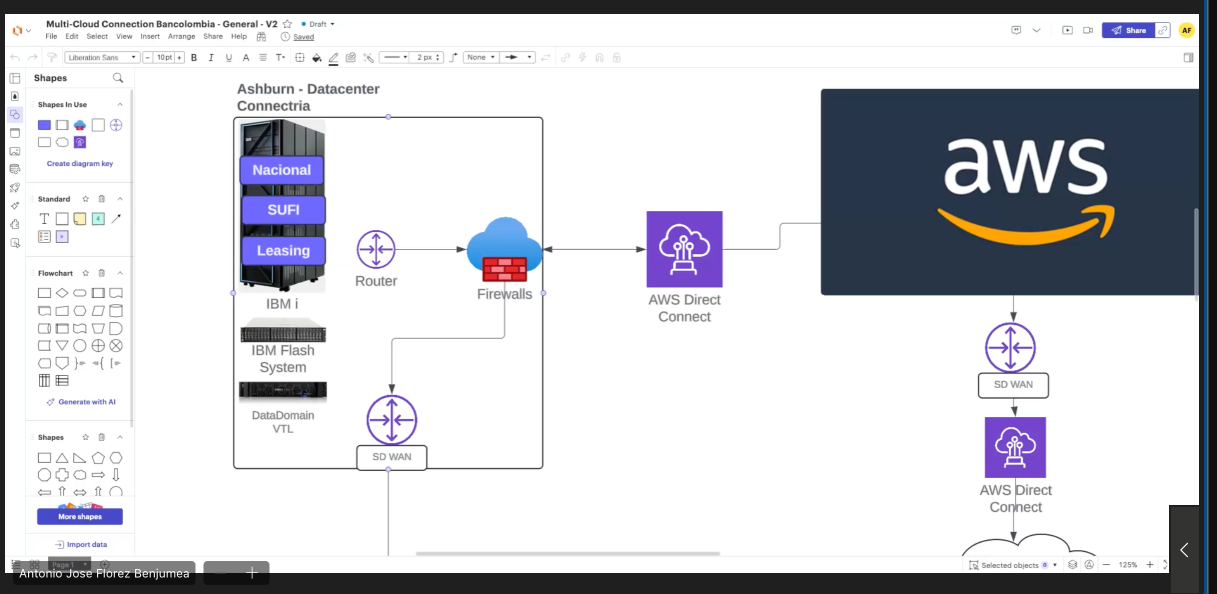 Multi-Cloud Connection Bancolombia - General - V2
Draft
File Edit Select View Insert Arrange Share Help
Saved
Share
AF
Liberation Sans
10pt
B I U A
T
2 px
None
Shapes
Shapes In Use
Create diagram key
Standard
T
Flowchart
Generate with AI
Shapes
More shapes
Import data
Ashburn - Datacenter
Connectria
Nacional
SUFI
Leasing
IBM i
IBM Flash
System
DataDomain
VTL
Router
Firewalls
SD WAN
AWS Direct
Connect
aws
SD WAN
AWS Direct
Connect
Page 1
Selected objects 0
125%
Antonio Jose Florez Benjumea